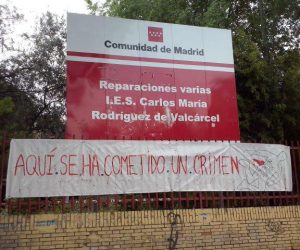 Comunidad de Madrid
Reparaciones varias
I.E.S. Carlos María
Rodríguez de Valcárcel
AQUÍ.SE.HA.COMETIDO.UN.CRIMEN